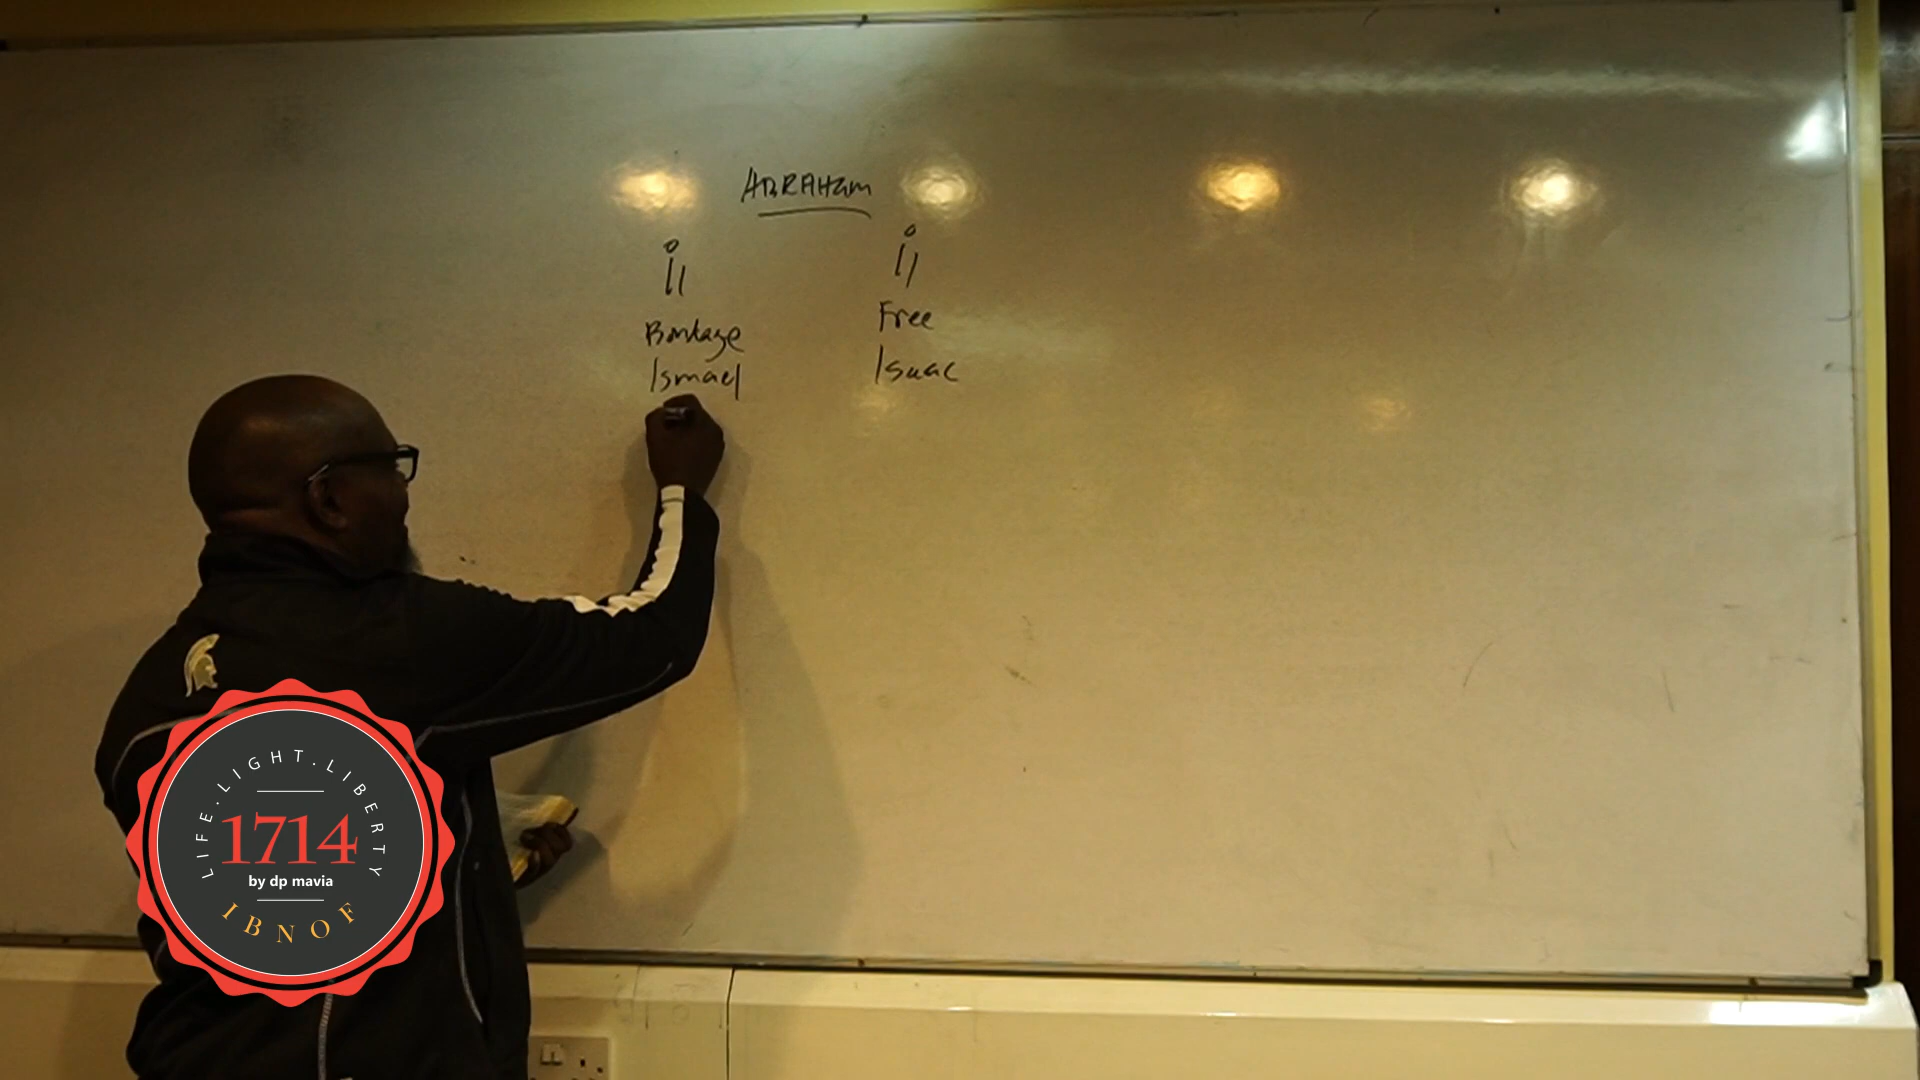 ABRAHam
Bondage
Free
Ismael
Isaac
LIFE.LIGHT.LIBERTY
1714
by dp mavia
IBNOF